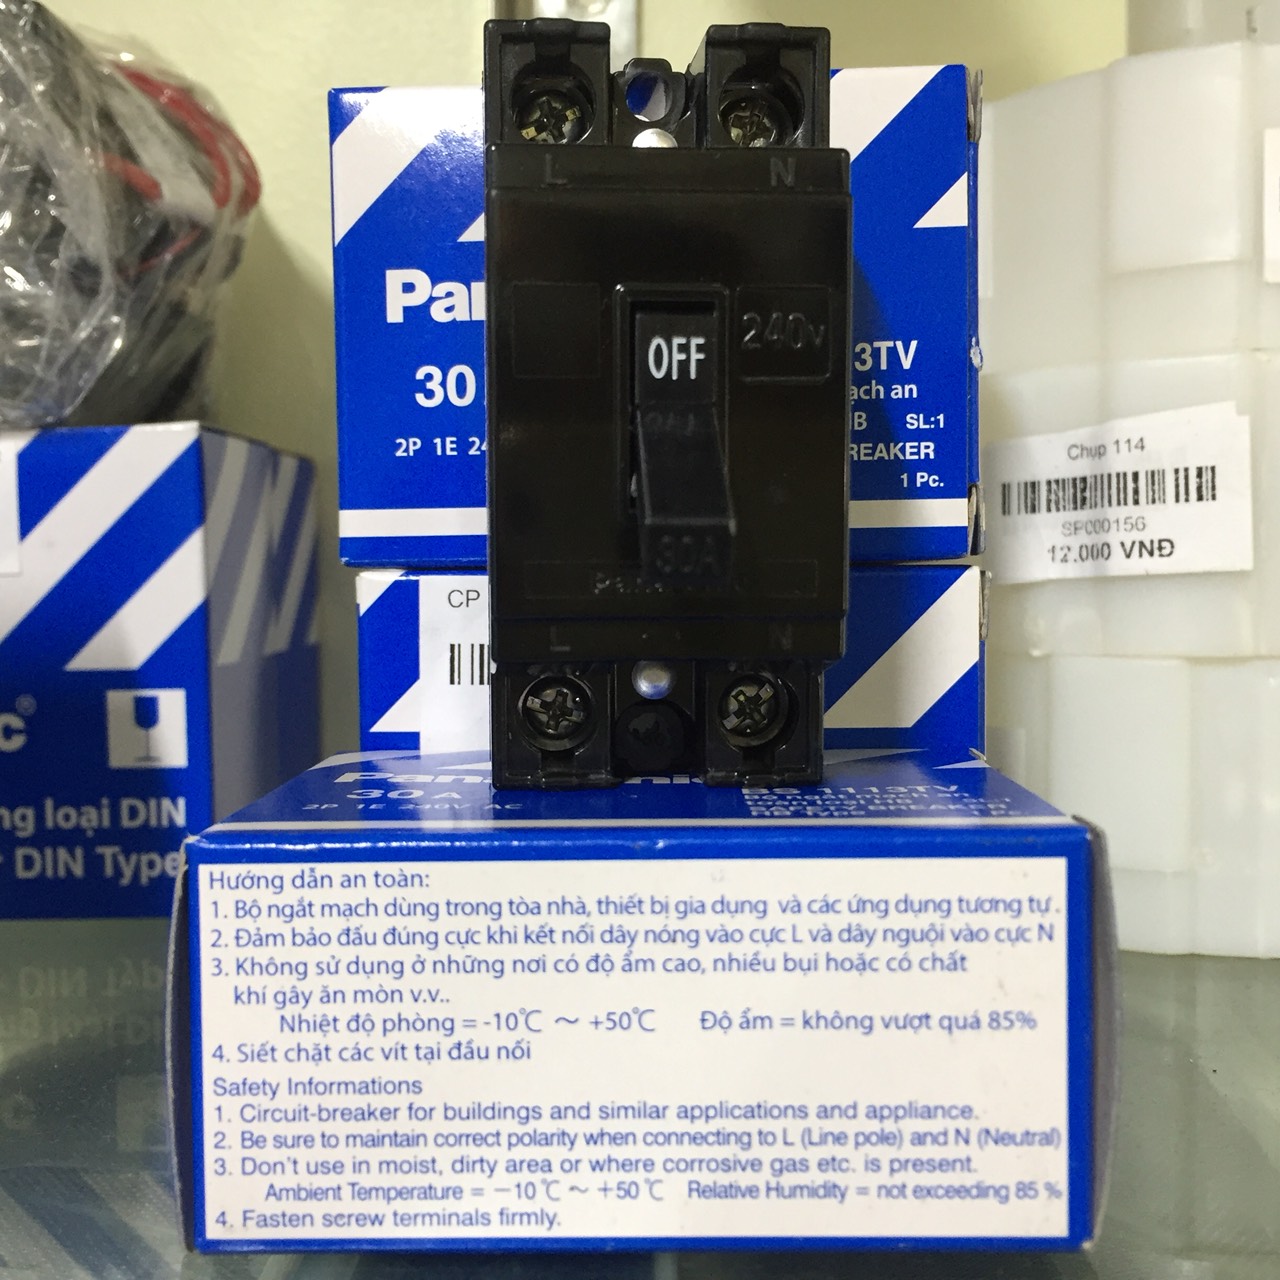 L N
240V
OFF
30A
L N
Pan
30
2P 1E 24
3TV
ạch an
SL:1
REAKER
1 Pc.
CP
Chụp 114
SP000156
12.000 VNĐ
c®
loại DIN
DIN Type
30 A
2P 1E 240V AC
BS 1113TV
HB Type
Hướng dẫn an toàn:
1. Bộ ngắt mạch dùng trong tòa nhà, thiết bị gia dụng và các ứng dụng tương tự.
2. Đảm bảo đấu đúng cực khi kết nối dây nóng vào cực L và dây nguội vào cực N
3. Không sử dụng ở những nơi có độ ẩm cao, nhiều bụi hoặc có chất
khí gây ăn mòn v.v..
Nhiệt độ phòng = -10℃ ～ +50℃ Độ ẩm = không vượt quá 85%
4. Siết chặt các vít tại đầu nối
Safety Informations
1. Circuit-breaker for buildings and similar applications and appliance.
2. Be sure to maintain correct polarity when connecting to L (Line pole) and N (Neutral)
3. Don't use in moist, dirty area or where corrosive gas etc. is present.
Ambient Temperature = －10℃ ～ +50℃ Relative Humidity = not exceeding 85 %
4. Fasten screw terminals firmly.